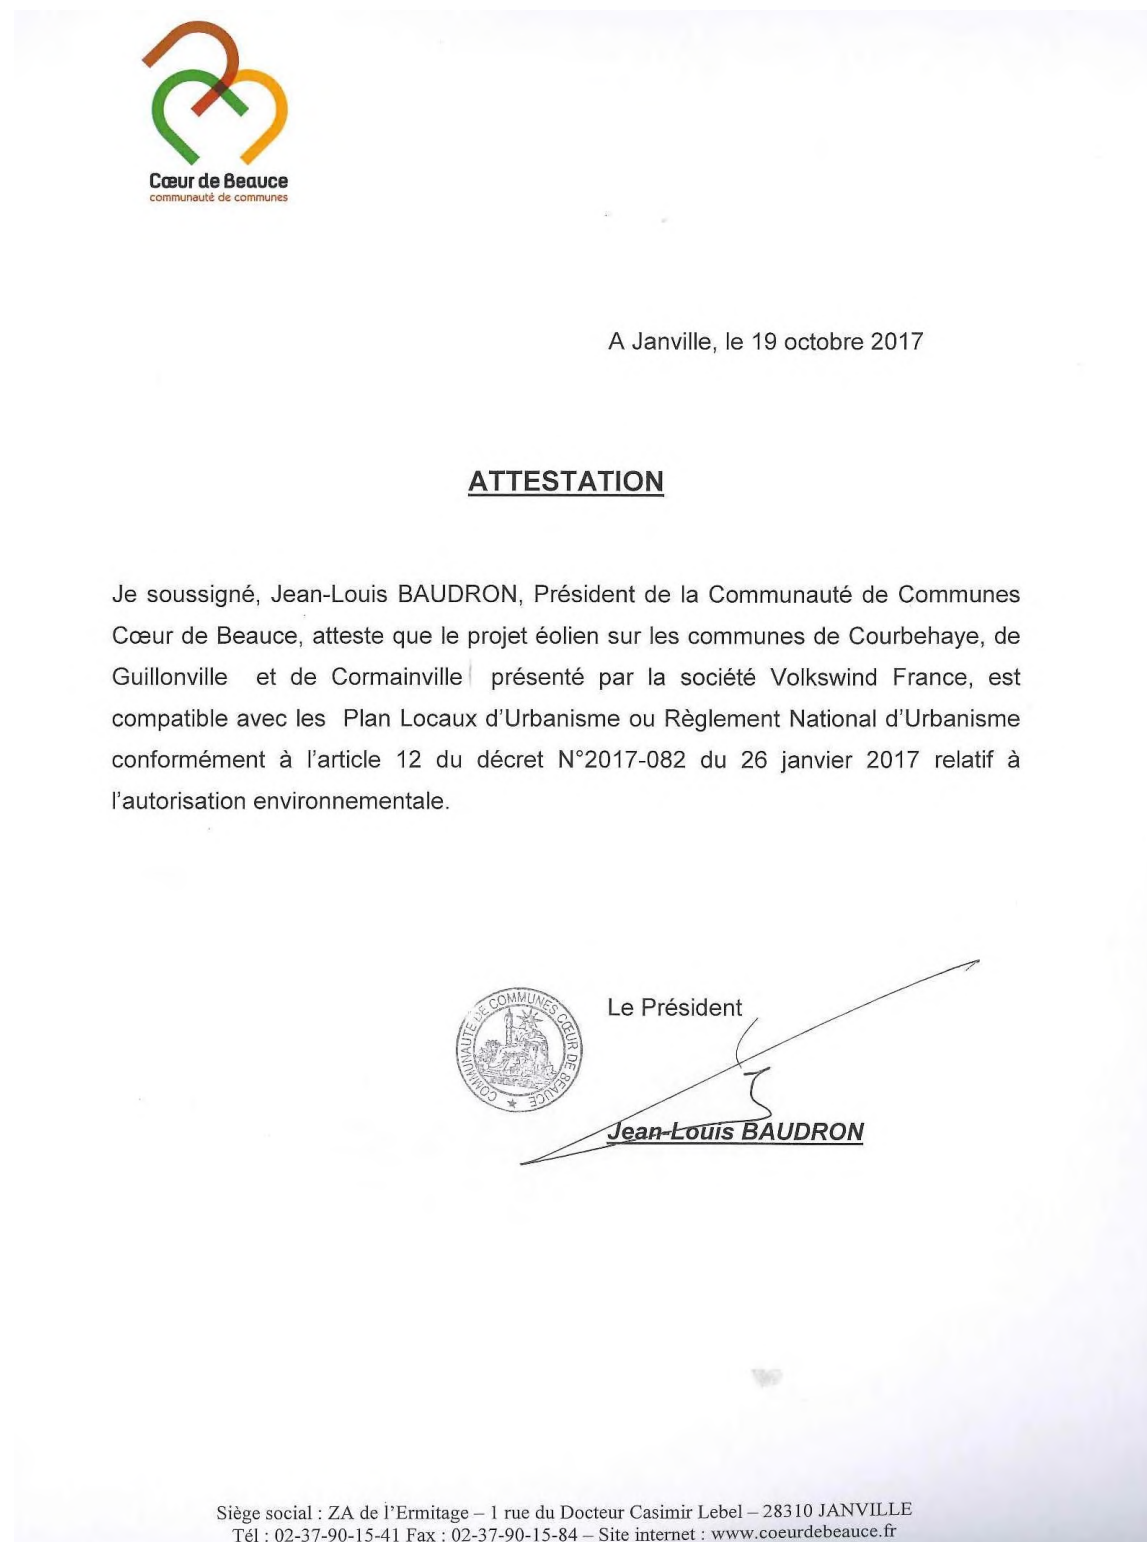 Cœur de Beauce
communauté de communes
A Janville, le 19 octobre 2017
ATTESTATION
Je soussigné, Jean-Louis BAUDRON, Président de la Communauté de Communes
Cœur de Beauce, atteste que le projet éolien sur les communes de Courbehaye, de
Guillonville et de Cormainville présenté par la société Volkswind France, est
compatible avec les Plan Locaux d'Urbanisme ou Règlement National d'Urbanisme
conformément à l'article 12 du décret N°2017-082 du 26 janvier 2017 relatif à
l'autorisation environnementale.
COMMUNAUTÉ DE COMMUNES CŒUR DE BEAUCE
Le Président
Jean-Louis BAUDRON
Siège social : ZA de l'Ermitage – 1 rue du Docteur Casimir Lebel – 28310 JANVILLE
Tél : 02-37-90-15-41 Fax : 02-37-90-15-84 – Site internet : www.coeurdebeauce.fr